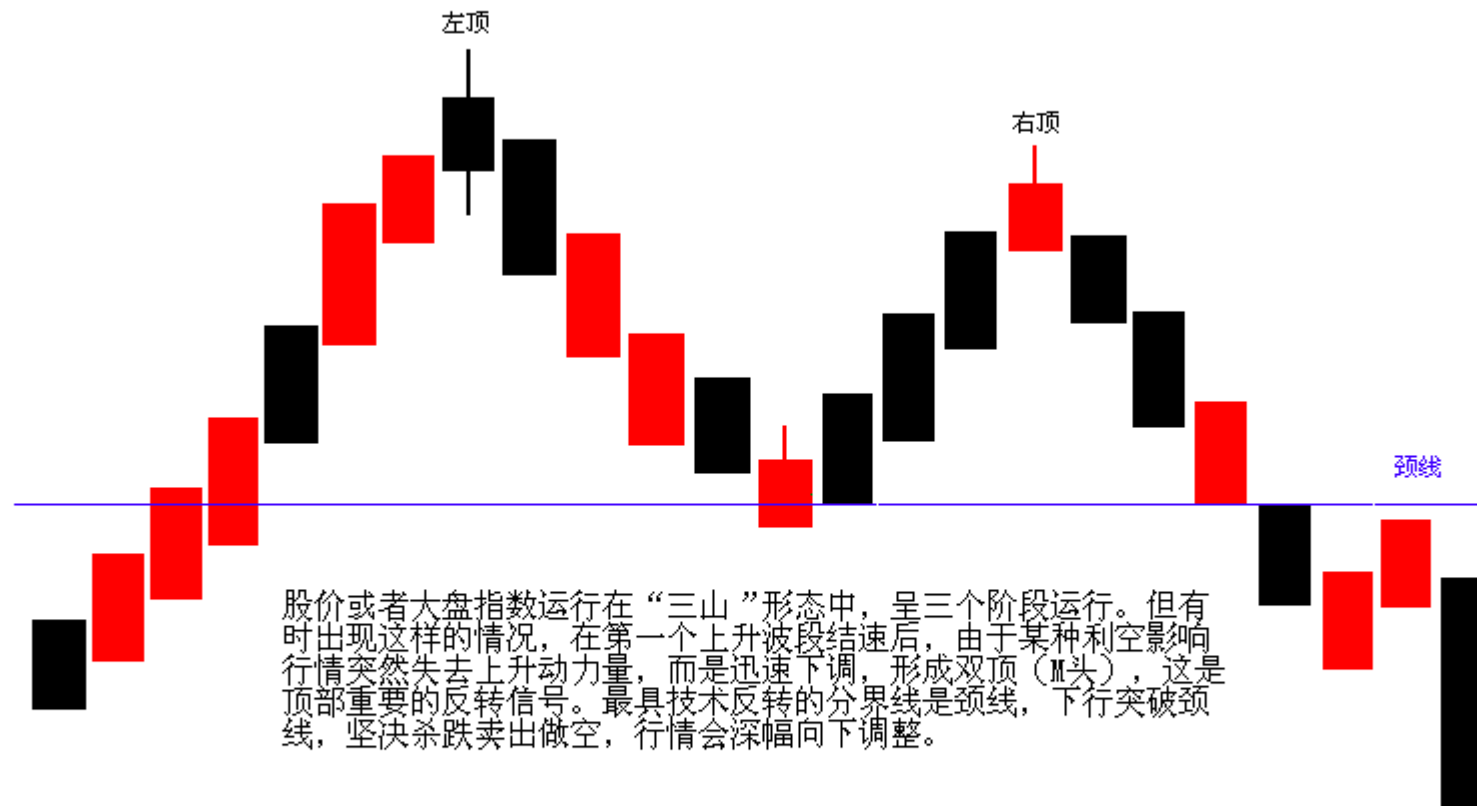 左顶
右顶
颈线
股价或者大盘指数运行在“三山”形态中，呈三个阶段运行。但有
时出现这样的情况，在第一个上升波段结速后，由于某种利空影响
行情突然失去上升动力量，而是迅速下调，形成双顶（M头），这是
顶部重要的反转信号。最具技术反转的分界线是颈线，下行突破颈
线，坚决杀跌卖出做空，行情会深幅向下调整。